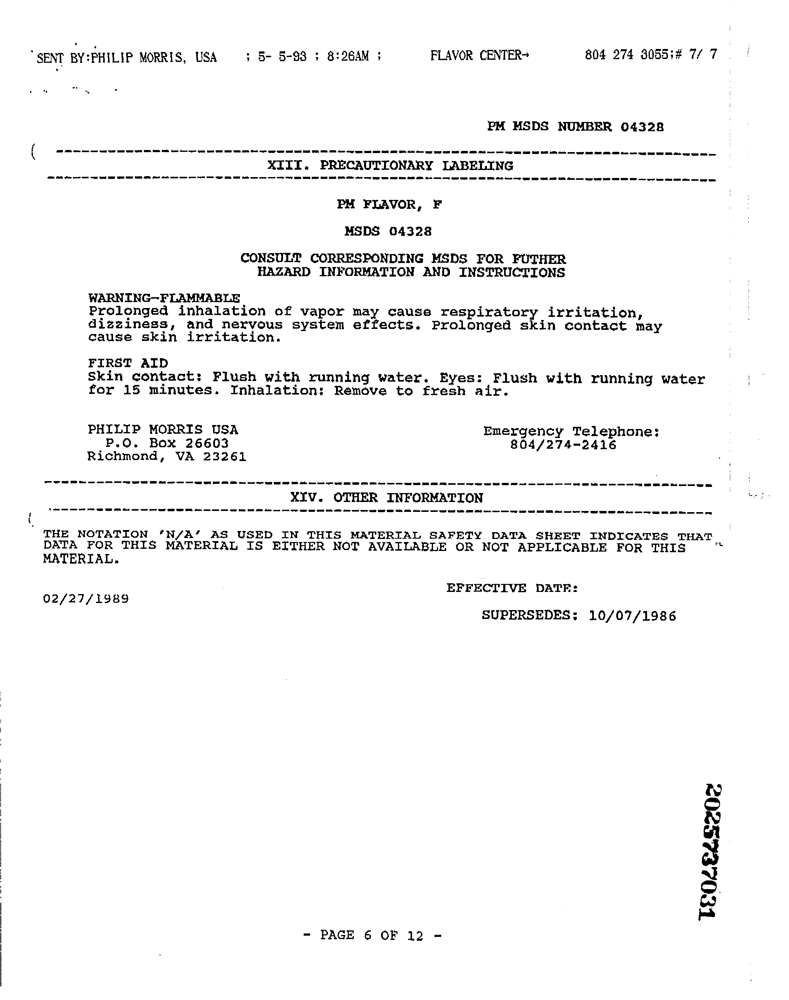 SENT BY:PHILIP MORRIS, USA ; 5- 5-93 ; 8:26AM ; FLAVOR CENTER→ 804 274 3055;# 7/ 7
PM MSDS NUMBER 04328
XIII. PRECAUTIONARY LABELING
PM FLAVOR, F
MSDS 04328
CONSULT CORRESPONDING MSDS FOR FUTHER
HAZARD INFORMATION AND INSTRUCTIONS
WARNING-FLAMMABLE
Prolonged inhalation of vapor may cause respiratory irritation,
dizziness, and nervous system effects. Prolonged skin contact may
cause skin irritation.
FIRST AID
Skin contact: Flush with running water. Eyes: Flush with running water
for 15 minutes. Inhalation: Remove to fresh air.
PHILIP MORRIS USA Emergency Telephone:
P.O. Box 26603 804/274-2416
Richmond, VA 23261
XIV. OTHER INFORMATION
THE NOTATION 'N/A' AS USED IN THIS MATERIAL SAFETY DATA SHEET INDICATES THAT
DATA FOR THIS MATERIAL IS EITHER NOT AVAILABLE OR NOT APPLICABLE FOR THIS
MATERIAL.
EFFECTIVE DATE:
02/27/1989
SUPERSEDES: 10/07/1986
2025737031
- PAGE 6 OF 12 -